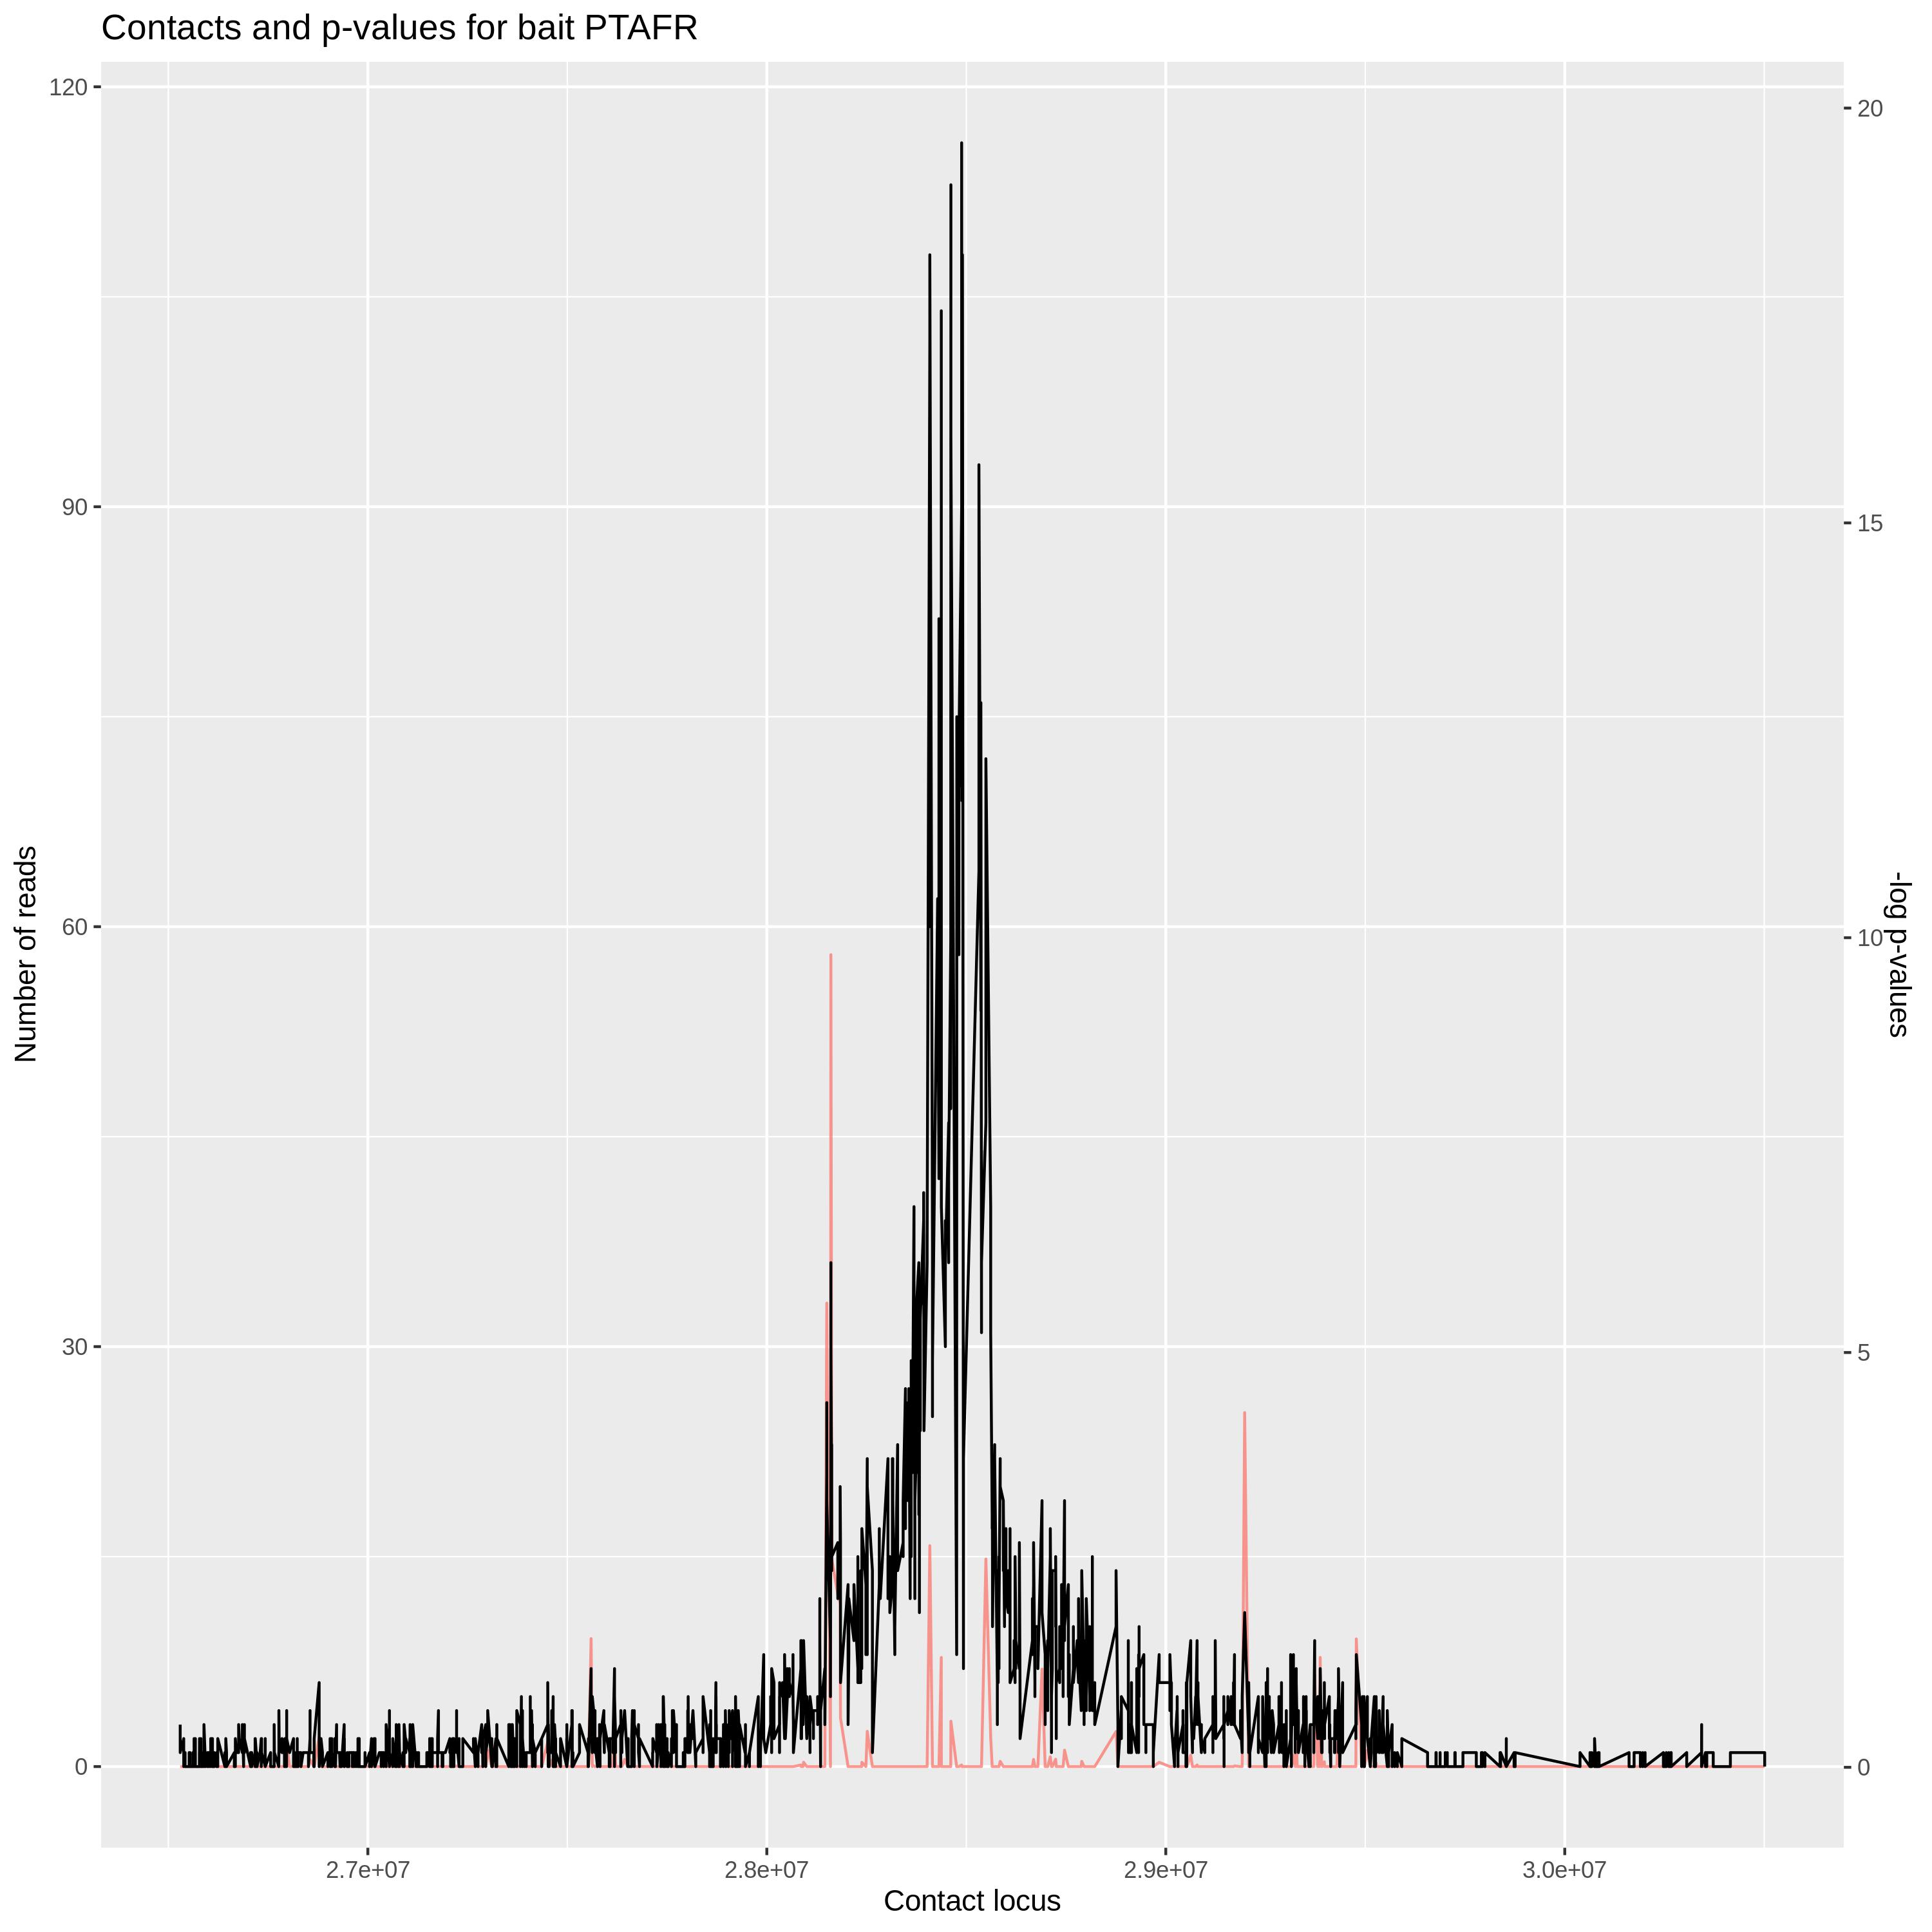 Contacts and p-values for bait PTAFR
120
90
60
30
0
Number of reads
20
15
10
5
0
-log p-values
2.7e+07
2.8e+07
2.9e+07
3.0e+07
Contact locus